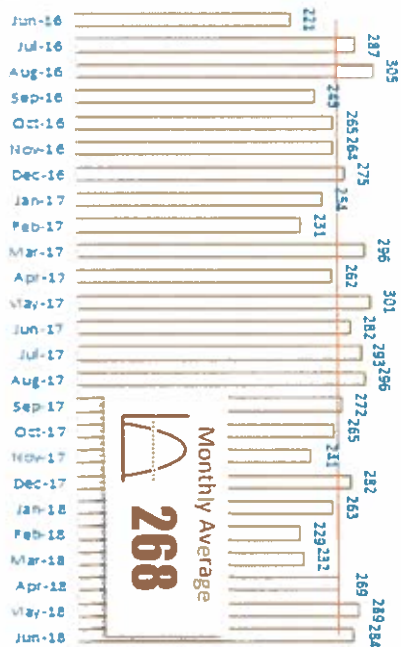 Jun-16 221
Jul-16 287
Aug-16 305
Sep-16 243
Oct-16 265
Nov-16 264
Dec-16 275
Jan-17 254
Feb-17 231
Mar-17 296
Apr-17 262
May-17 301
Jun-17 282
Jul-17 293
Aug-17 296
Sep-17 272
Oct-17 265
Nov-17 241
Dec-17 282
Jan-18 263
Feb-18 229
Mar-18 232
Apr-18 269
May-18 289
Jun-18 284
Monthly Average
268